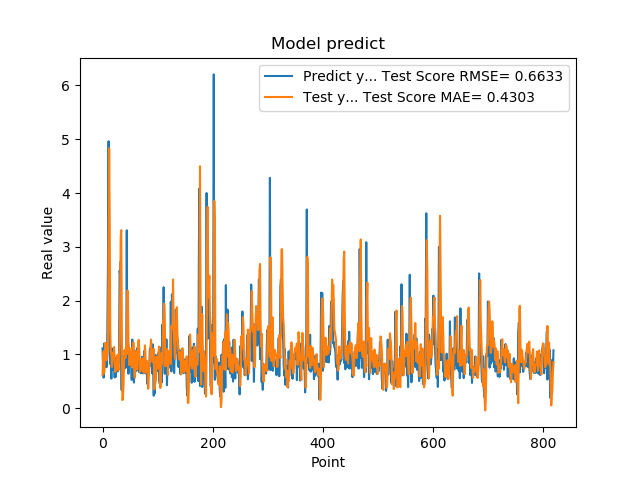 Model predict
Predict y... Test Score RMSE= 0.6633
Test y... Test Score MAE= 0.4303
Real value
6
5
4
3
2
1
0
0 200 400 600 800
Point